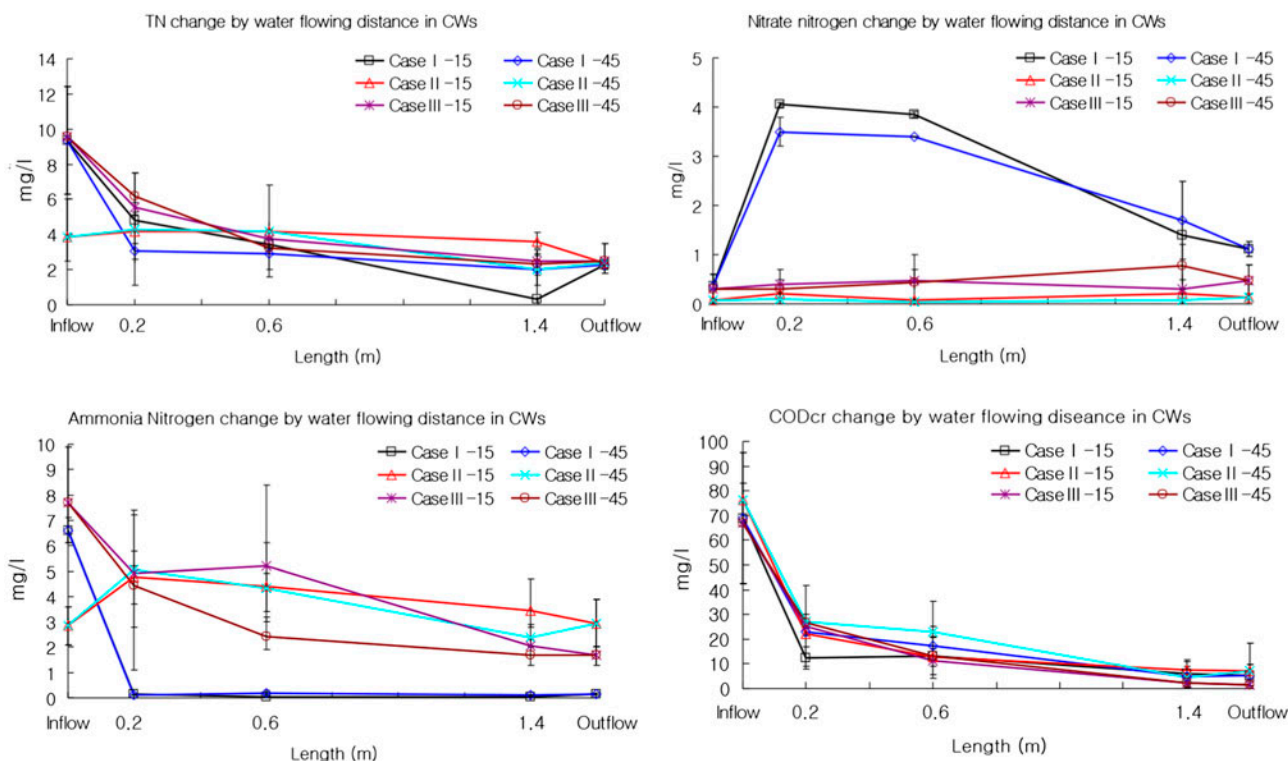 TN change by water flowing distance in CWs
14
12
10
8
6
4
2
0
mg/l
Case Ⅰ -15 Case Ⅰ -45
Case Ⅱ -15 Case Ⅱ -45
Case Ⅲ -15 Case Ⅲ -45
Inflow 0.2 0.6 1.4 Outflow
Length (m)
Nitrate nitrogen change by water flowing distance in CWs
5
4
3
2
1
0
mg/l
Case Ⅰ -15 Case Ⅰ -45
Case Ⅱ -15 Case Ⅱ -45
Case Ⅲ -15 Case Ⅲ -45
Inflow 0.2 0.6 1.4 Outflow
Length (m)
Ammonia Nitrogen change by water flowing distance in CWs
10
9
8
7
6
5
4
3
2
1
0
mg/l
Case Ⅰ -15 Case Ⅰ -45
Case Ⅱ -15 Case Ⅱ -45
Case Ⅲ -15 Case Ⅲ -45
Inflow 0.2 0.6 1.4 Outflow
Length (m)
CODcr change by water flowing diseance in CWs
100
90
80
70
60
50
40
30
20
10
0
mg/l
Case Ⅰ -15 Case Ⅰ -45
Case Ⅱ -15 Case Ⅱ -45
Case Ⅲ -15 Case Ⅲ -45
Inflow 0.2 0.6 1.4 Outflow
Length (m)